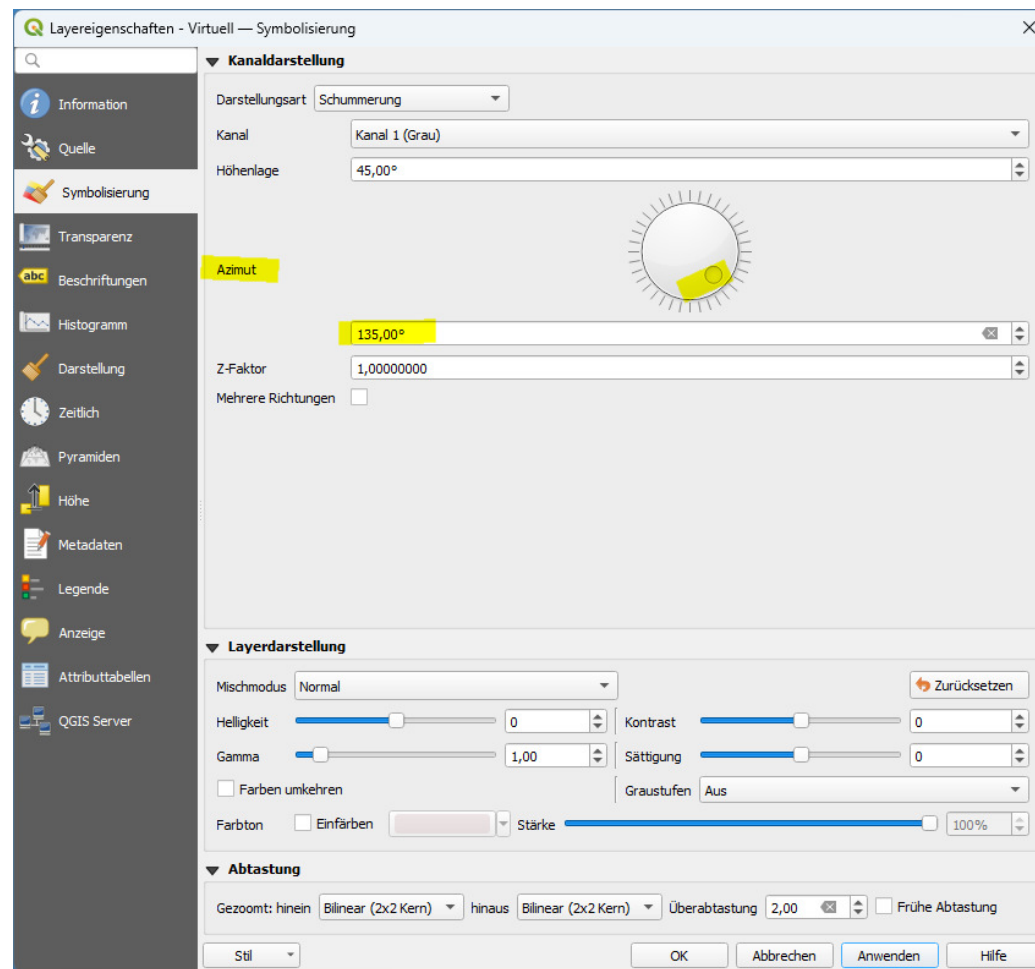 Layereigenschaften - Virtuell — Symbolisierung
Information
Quelle
Symbolisierung
Transparenz
abc Beschriftungen
Histogramm
Darstellung
Zeitlich
Pyramiden
Höhe
Metadaten
Legende
Anzeige
Attributtabellen
QGIS Server
Kanaldarstellung
Darstellungsart Schummerung
Kanal Kanal 1 (Grau)
Höhenlage 45,00°
Azimut
135,00°
Z-Faktor 1,00000000
Mehrere Richtungen
Layerdarstellung
Mischmodus Normal Zurücksetzen
Helligkeit 0 Kontrast 0
Gamma 1,00 Sättigung 0
Farben umkehren Graustufen Aus
Farbton Einfärben Stärke 100%
Abtastung
Gezoomt: hinein Bilinear (2x2 Kern) hinaus Bilinear (2x2 Kern) Überabtastung 2,00 Frühe Abtastung
Stil OK Abbrechen Anwenden Hilfe